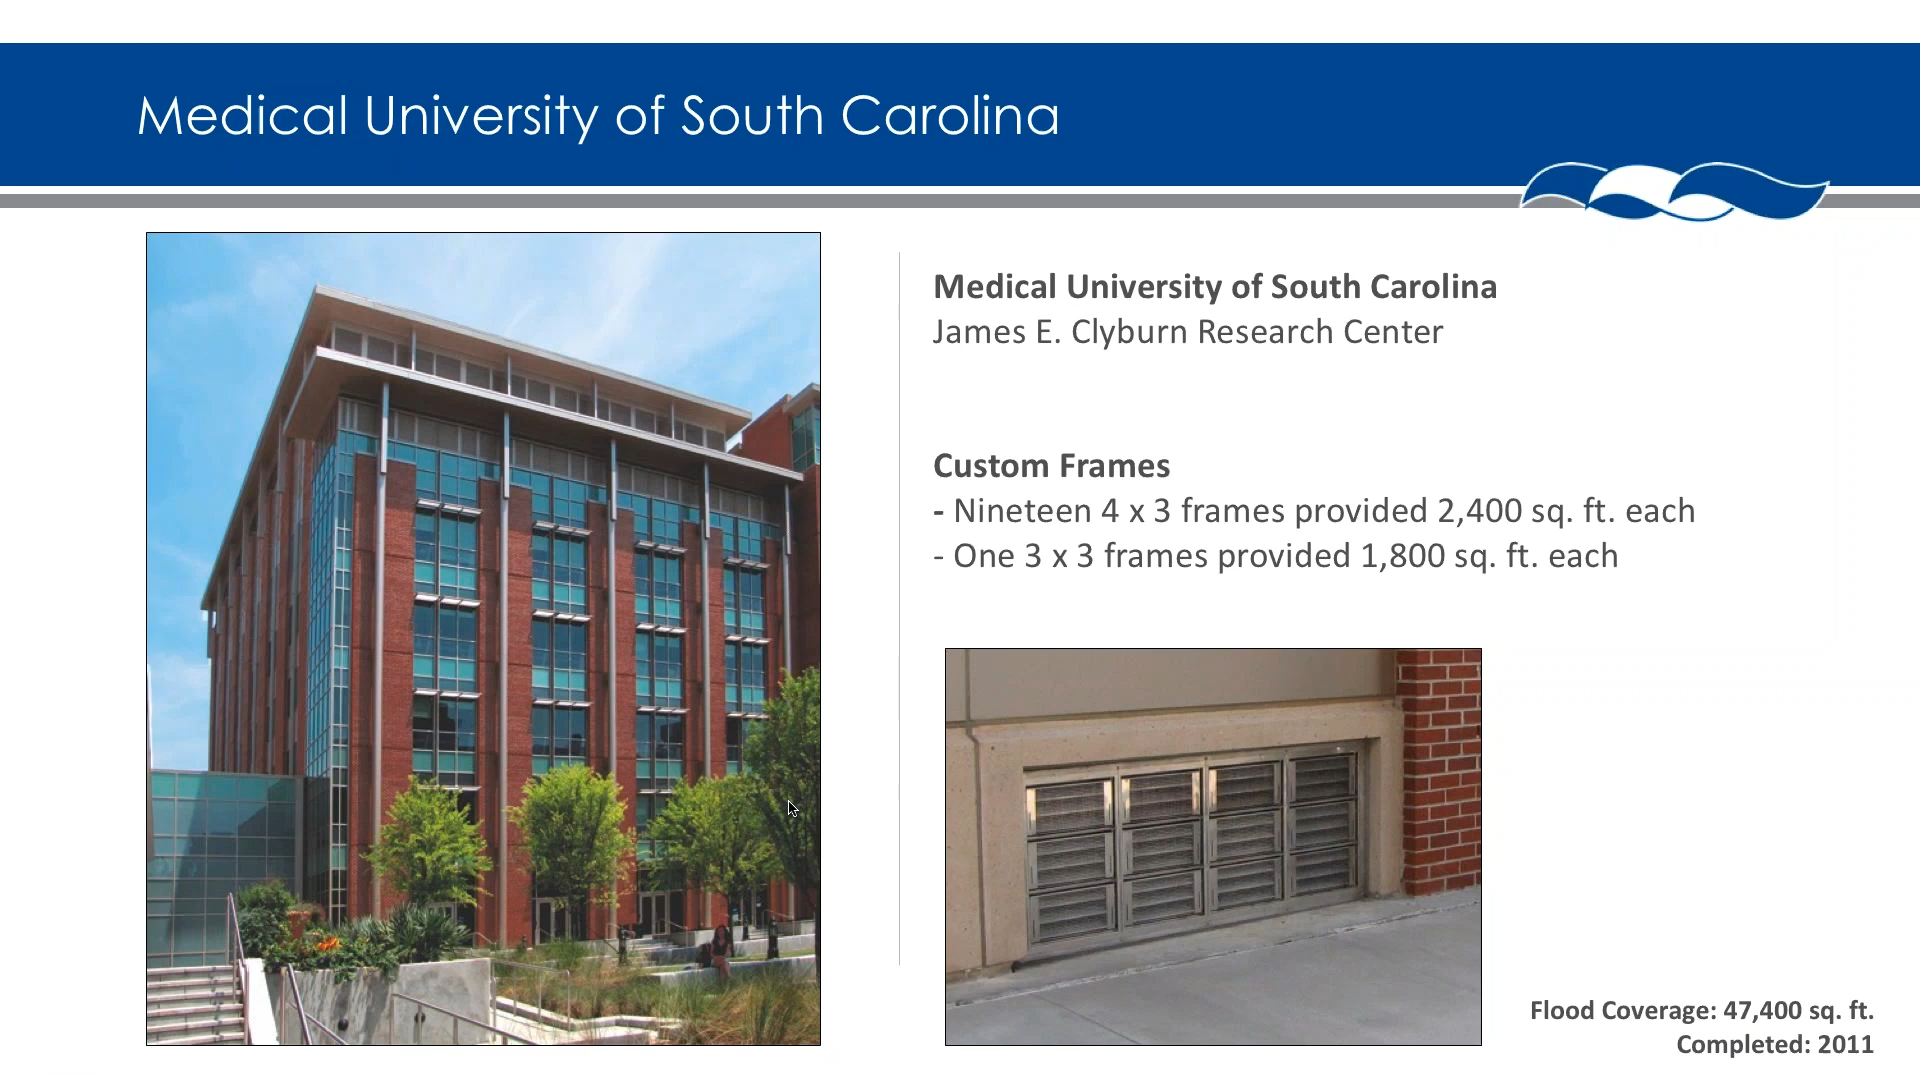 Medical University of South Carolina
Medical University of South Carolina
James E. Clyburn Research Center
Custom Frames
- Nineteen 4 x 3 frames provided 2,400 sq. ft. each
- One 3 x 3 frames provided 1,800 sq. ft. each
Flood Coverage: 47,400 sq. ft.
Completed: 2011